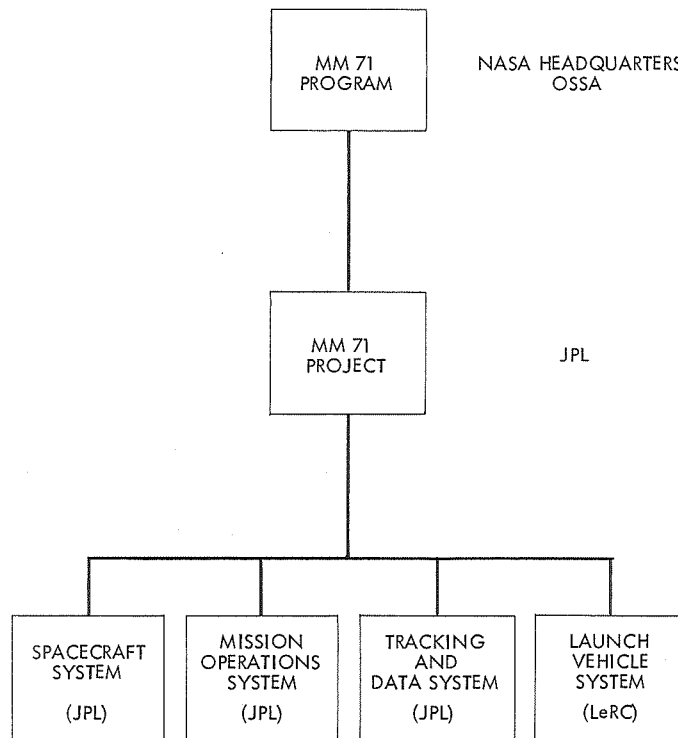 MM 71
PROGRAM
NASA HEADQUARTERS
OSSA
MM 71
PROJECT
JPL
SPACECRAFT
SYSTEM
(JPL)
MISSION
OPERATIONS
SYSTEM
(JPL)
TRACKING
AND
DATA SYSTEM
(JPL)
LAUNCH
VEHICLE
SYSTEM
(LeRC)